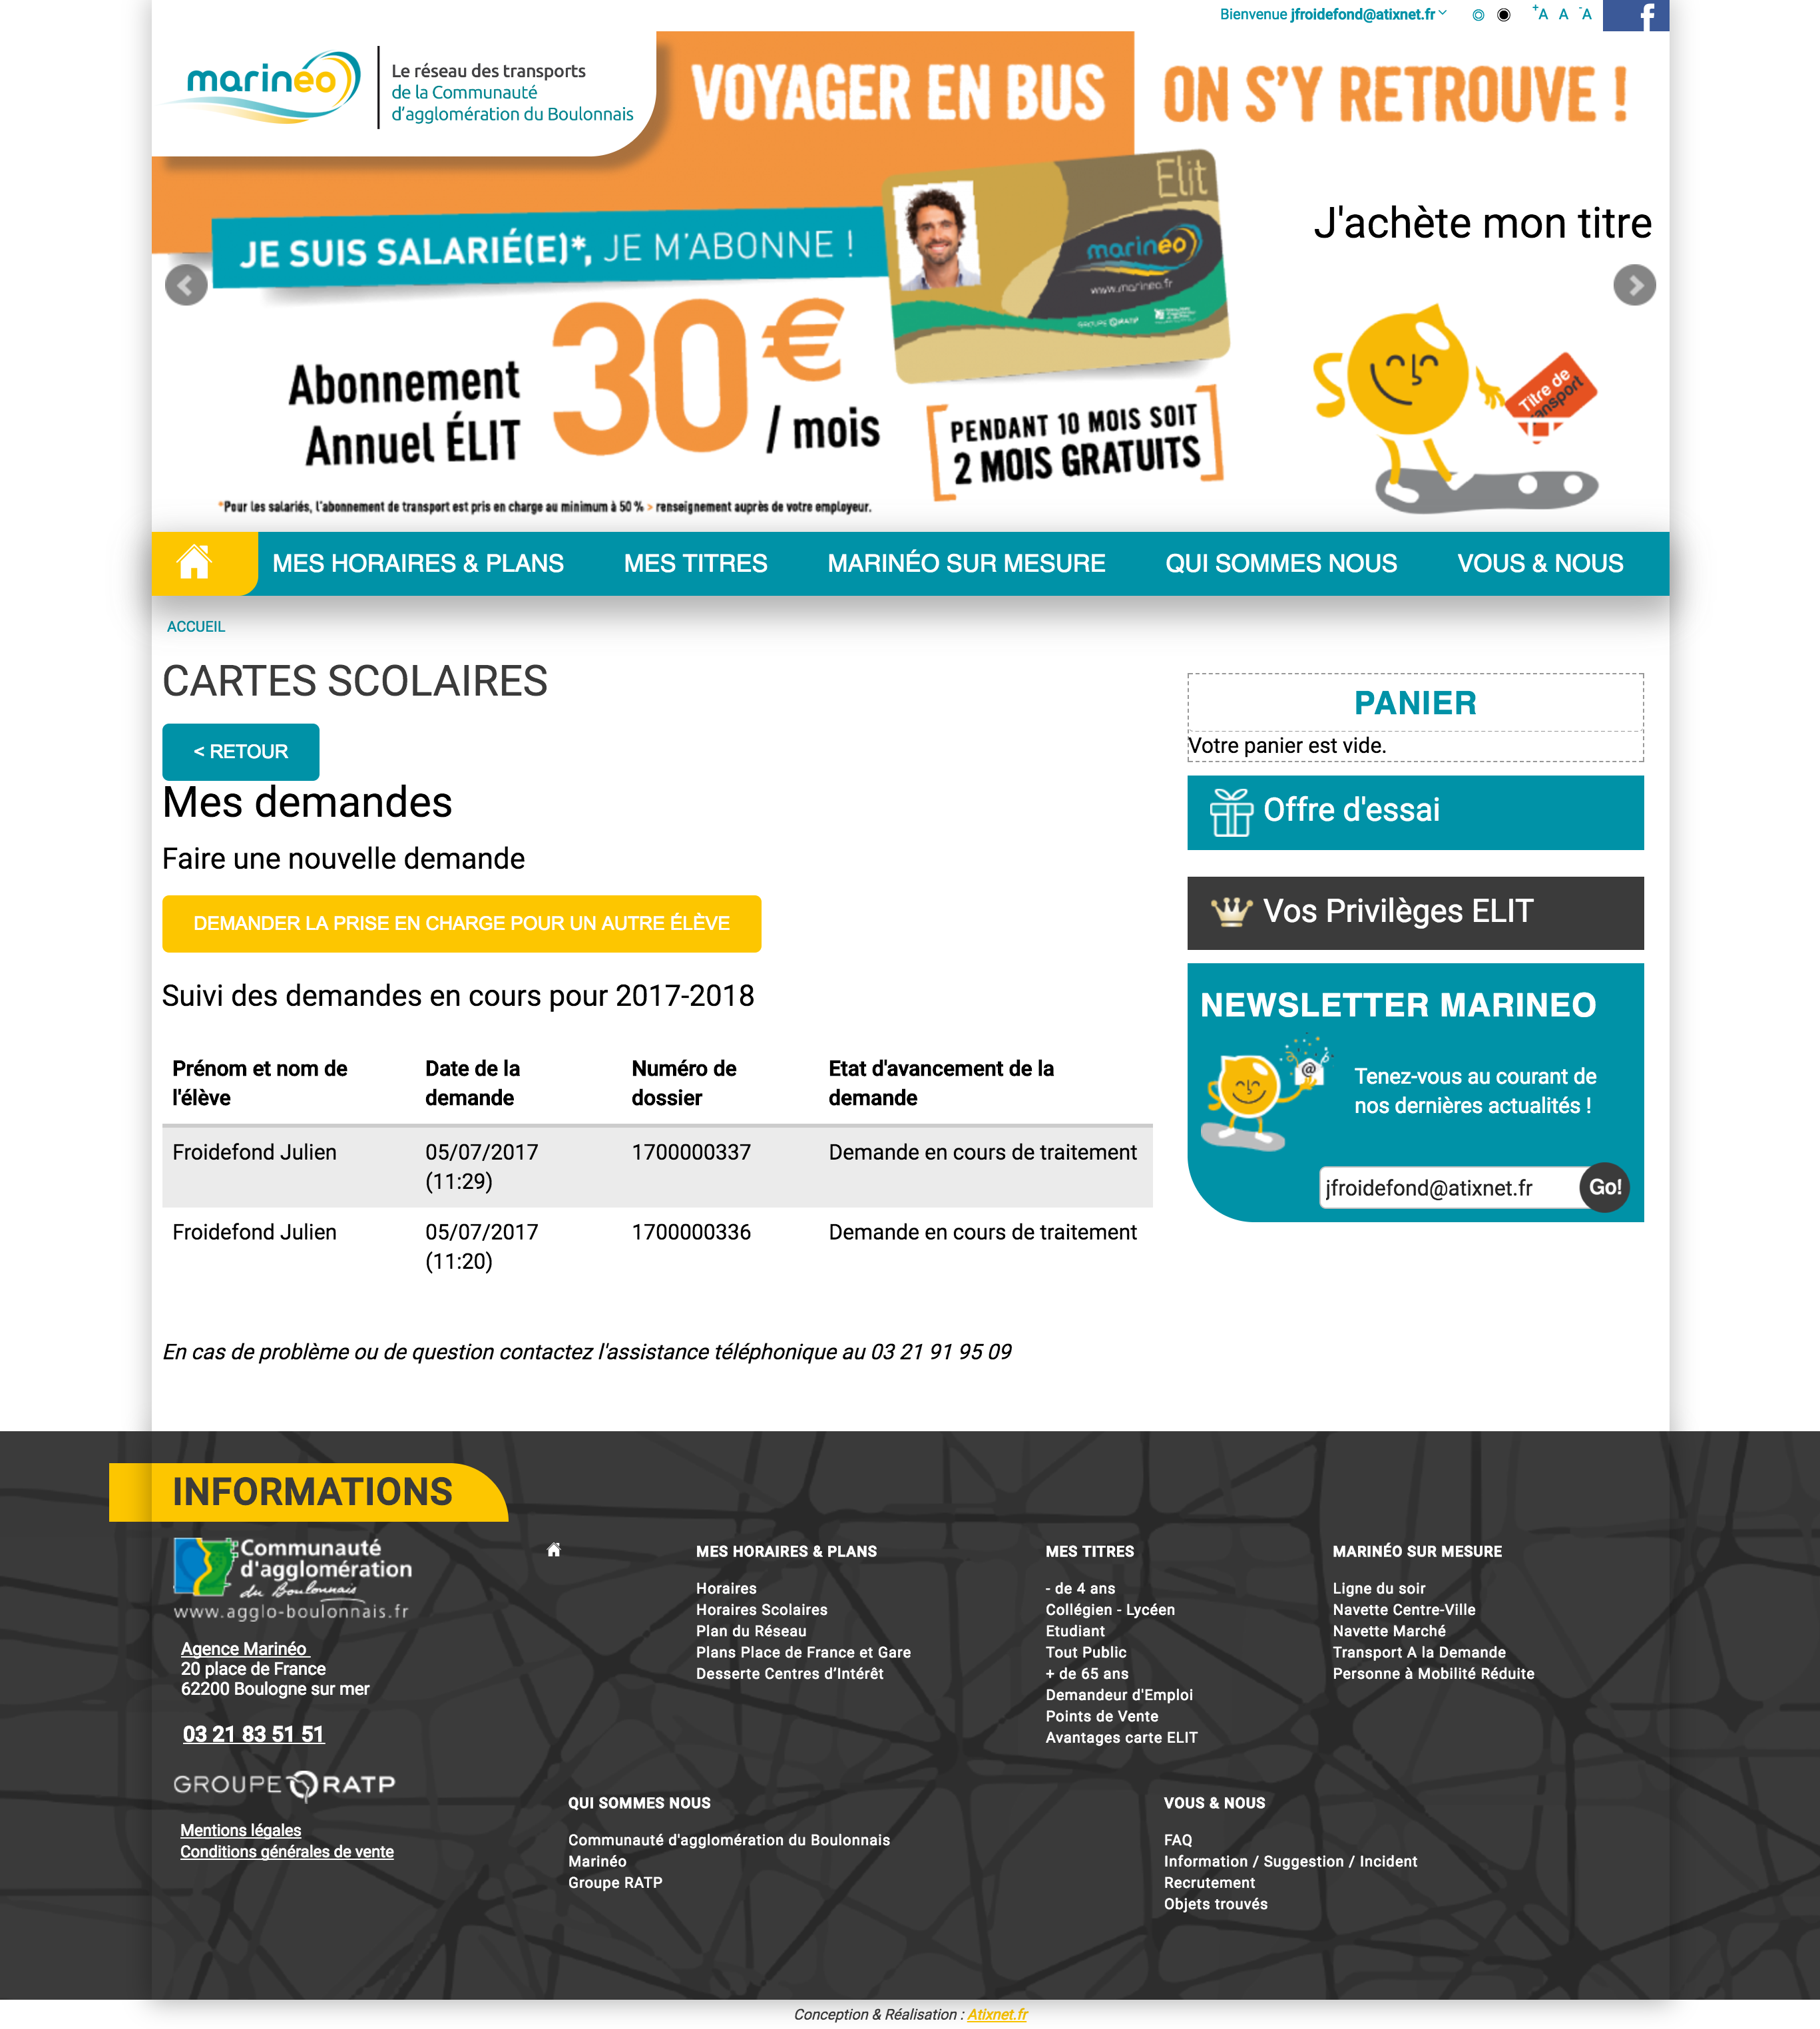 Bienvenue jfroidefond@atixnet.fr
+A A -A
f
marinéo
Le réseau des transports
de la Communauté
d'agglomération du Boulonnais
VOYAGER EN BUS ON S'Y RETROUVE !
Elit
marinéo
www.marineo.fr
GROUPE RATP
JE SUIS SALARIÉ(E)*, JE M'ABONNE !
J'achète mon titre
Abonnement
Annuel ÉLIT
30€
/ mois
PENDANT 10 MOIS SOIT
2 MOIS GRATUITS
Titre de
ansport
*Pour les salariés, l'abonnement de transport est pris en charge au minimum à 50 % > renseignement auprès de votre employeur.
MES HORAIRES & PLANS MES TITRES MARINÉO SUR MESURE QUI SOMMES NOUS VOUS & NOUS
ACCUEIL
CARTES SCOLAIRES
< RETOUR
Mes demandes
Faire une nouvelle demande
DEMANDER LA PRISE EN CHARGE POUR UN AUTRE ÉLÈVE
Suivi des demandes en cours pour 2017-2018
Prénom et nom de l'élève Date de la demande Numéro de dossier Etat d'avancement de la demande
Froidefond Julien 05/07/2017 (11:29) 1700000337 Demande en cours de traitement
Froidefond Julien 05/07/2017 (11:20) 1700000336 Demande en cours de traitement
En cas de problème ou de question contactez l'assistance téléphonique au 03 21 91 95 09
PANIER
Votre panier est vide.
Offre d'essai
Vos Privilèges ELIT
NEWSLETTER MARINEO
@
Tenez-vous au courant de
nos dernières actualités !
jfroidefond@atixnet.fr Go!
INFORMATIONS
Communauté
d'agglomération
du Boulonnais
www.agglo-boulonnais.fr
Agence Marinéo
20 place de France
62200 Boulogne sur mer
03 21 83 51 51
GROUPE RATP
Mentions légales
Conditions générales de vente
MES HORAIRES & PLANS
Horaires
Horaires Scolaires
Plan du Réseau
Plans Place de France et Gare
Desserte Centres d’Intérêt
MES TITRES
- de 4 ans
Collégien - Lycéen
Etudiant
Tout Public
+ de 65 ans
Demandeur d'Emploi
Points de Vente
Avantages carte ELIT
MARINÉO SUR MESURE
Ligne du soir
Navette Centre-Ville
Navette Marché
Transport A la Demande
Personne à Mobilité Réduite
QUI SOMMES NOUS
Communauté d'agglomération du Boulonnais
Marinéo
Groupe RATP
VOUS & NOUS
FAQ
Information / Suggestion / Incident
Recrutement
Objets trouvés
Conception & Réalisation : Atixnet.fr